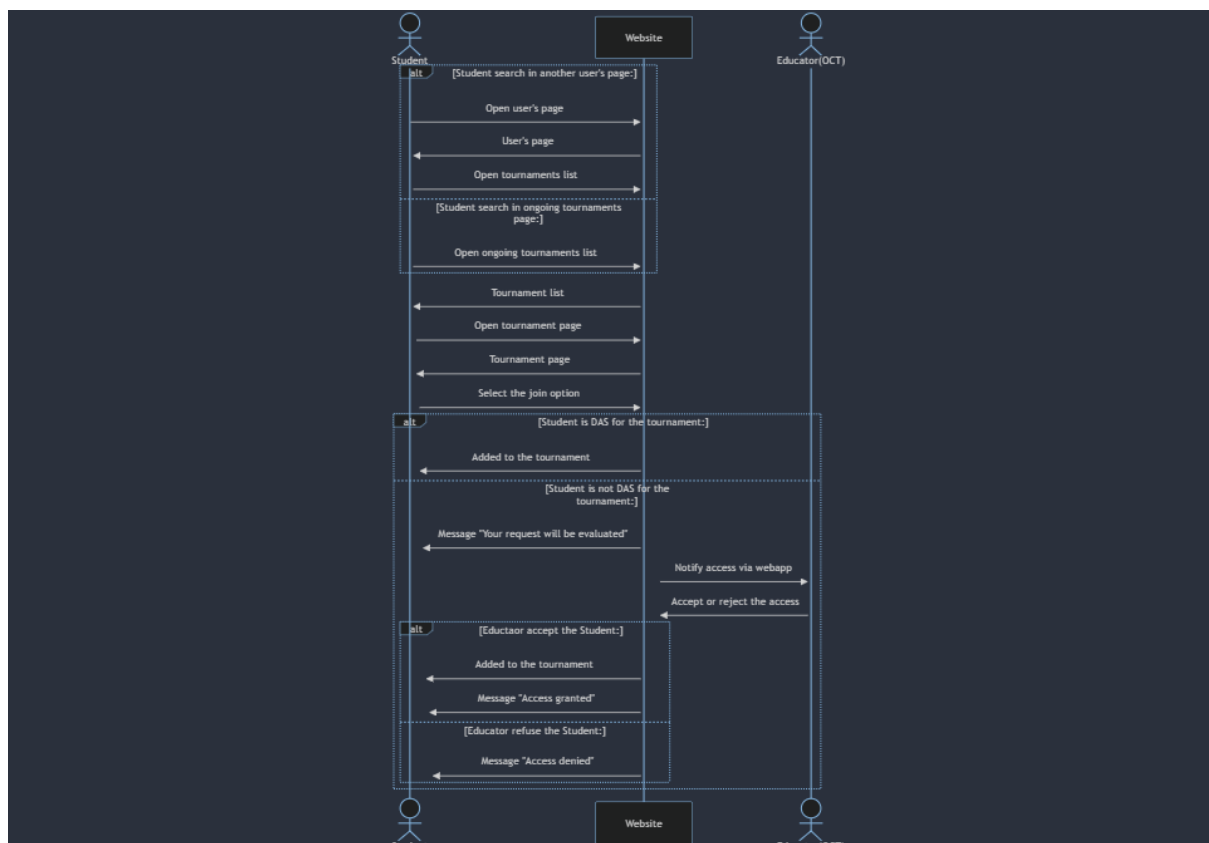 Website
Student
Educator(OCT)
alt
[Student search in another user's page:]
Open user's page
User's page
Open tournaments list
[Student search in ongoing tournaments
page:]
Open ongoing tournaments list
Tournament list
Open tournament page
Tournament page
Select the join option
alt
[Student is DAS for the tournament:]
Added to the tournament
[Student is not DAS for the
tournament:]
Message "Your request will be evaluated"
Notify access via webapp
Accept or reject the access
alt
[Eductaor accept the Student:]
Added to the tournament
Message "Access granted"
[Educator refuse the Student:]
Message "Access denied"
Website